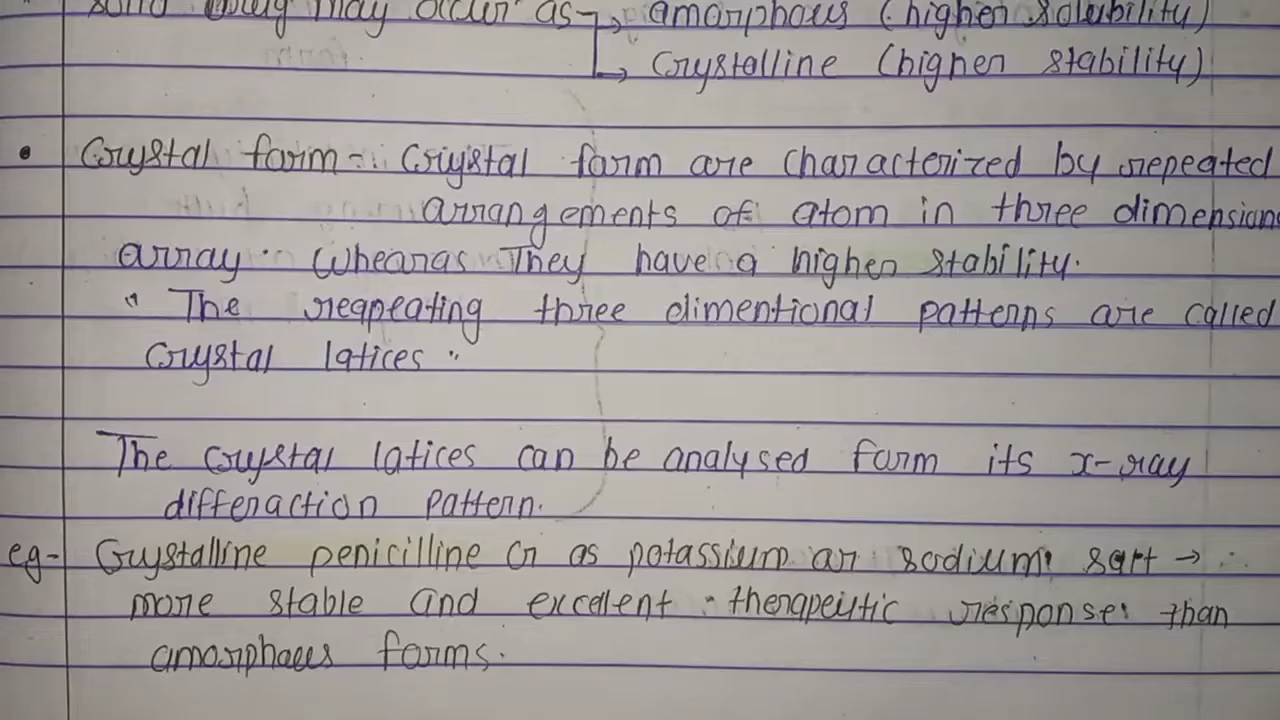 solid drug may occur as → amorphous (higher solubility)
→ Crystalline (higher stability)
• Crystal form - Criystal form are characterized by repeated
arrangements of atom in three dimension
array. Whearas They have a higher stability.
" The reapeating three dimentional patterns are called
Crystal latices "
The crystal latices can be analysed form its x-ray
differaction pattern.
eg- Crystalline penicilline G as potassium or sodium salt →
more stable and excellent therapeutic response than
amorphous forms.